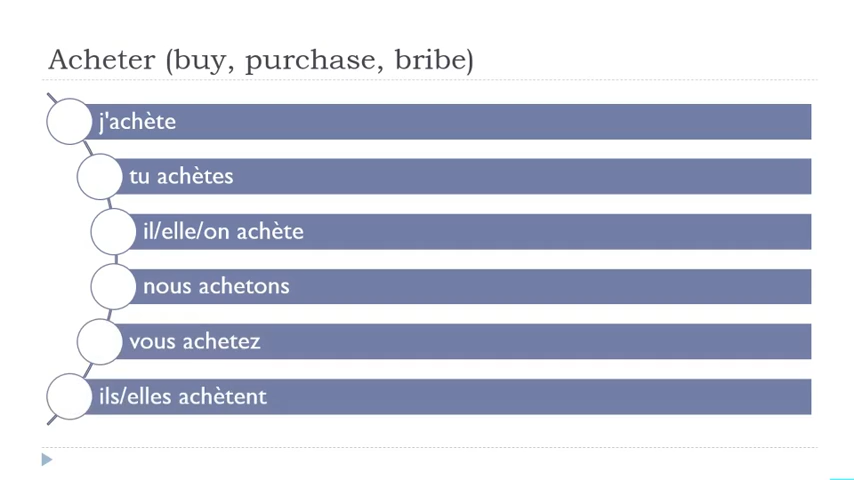 Acheter (buy, purchase, bribe)
j'achète
tu achètes
il/elle/on achète
nous achetons
vous achetez
ils/elles achètent